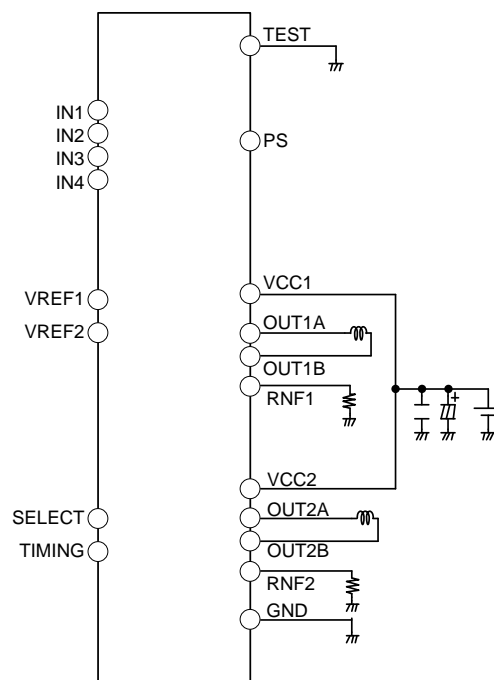 TEST
IN1
IN2
IN3
IN4
PS
VREF1
VREF2
VCC1
OUT1A
OUT1B
RNF1
+
VCC2
SELECT
TIMING
OUT2A
OUT2B
RNF2
GND